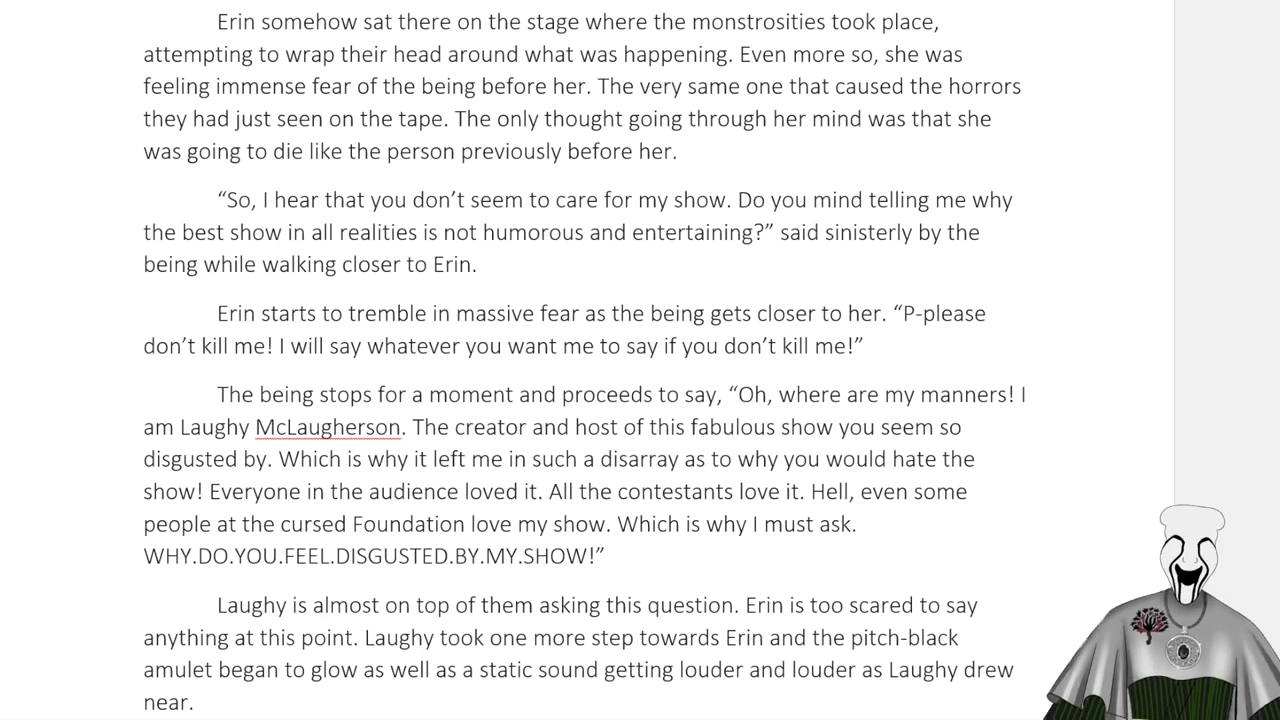 Erin somehow sat there on the stage where the monstrosities took place,
attempting to wrap their head around what was happening. Even more so, she was
feeling immense fear of the being before her. The very same one that caused the horrors
they had just seen on the tape. The only thought going through her mind was that she
was going to die like the person previously before her.
“So, I hear that you don’t seem to care for my show. Do you mind telling me why
the best show in all realities is not humorous and entertaining?” said sinisterly by the
being while walking closer to Erin.
Erin starts to tremble in massive fear as the being gets closer to her. “P-please
don’t kill me! I will say whatever you want me to say if you don’t kill me!”
The being stops for a moment and proceeds to say, “Oh, where are my manners! I
am Laughy McLaugherson. The creator and host of this fabulous show you seem so
disgusted by. Which is why it left me in such a disarray as to why you would hate the
show! Everyone in the audience loved it. All the contestants love it. Hell, even some
people at the cursed Foundation love my show. Which is why I must ask.
WHY.DO.YOU.FEEL.DISGUSTED.BY.MY.SHOW!”
Laughy is almost on top of them asking this question. Erin is too scared to say
anything at this point. Laughy took one more step towards Erin and the pitch-black
amulet began to glow as well as a static sound getting louder and louder as Laughy drew
near.